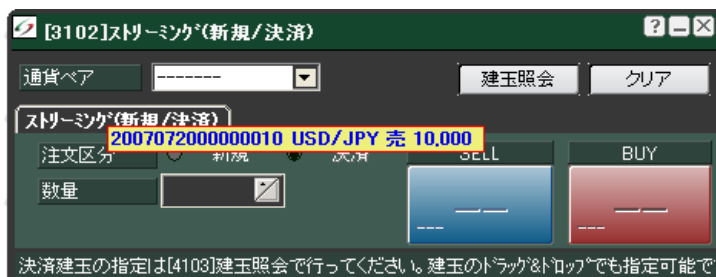 [3102]ストリーミング(新規/決済)
通貨ペア ------- 建玉照会 クリア
ストリーミング(新規/決済)
2007072000000010 USD/JPY 売 10,000
注文区分 新規 決済 SELL BUY
数量
-- --
--- ---
決済建玉の指定は[4103]建玉照会で行ってください。建玉のドラッグ&ドロップでも指定可能で